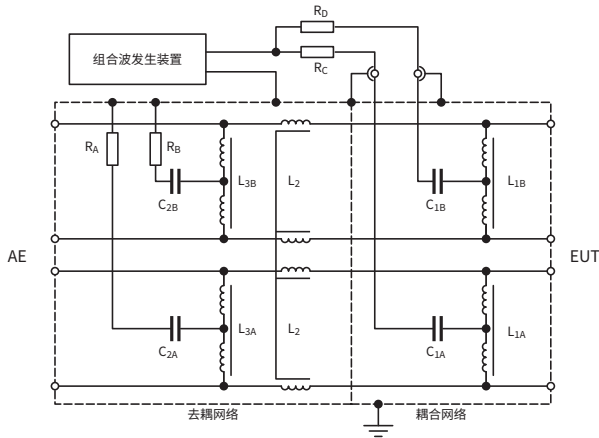 R_D
组合波发生装置
R_C
R_A
R_B
L_3B
L_2
L_1B
C_2B
C_1B
AE
EUT
L_3A
L_2
L_1A
C_2A
C_1A
去耦网络
耦合网络